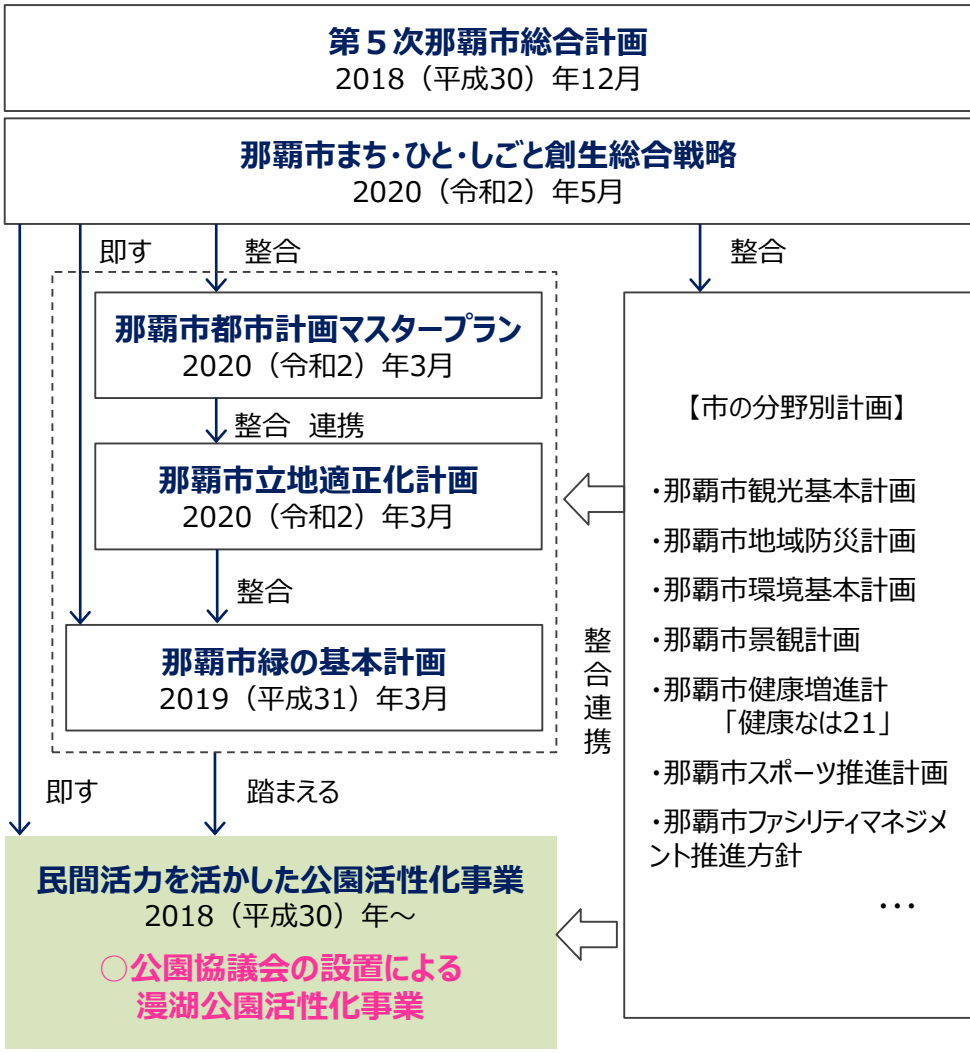 第５次那覇市総合計画
2018（平成30）年12月
那覇市まち・ひと・しごと創生総合戦略
2020（令和2）年5月
即す
整合
整合
那覇市都市計画マスタープラン
2020（令和2）年3月
整合 連携
那覇市立地適正化計画
2020（令和2）年3月
整合
那覇市緑の基本計画
2019（平成31）年3月
即す
踏まえる
民間活力を活かした公園活性化事業
2018（平成30）年～
○公園協議会の設置による
漫湖公園活性化事業
整合連携
【市の分野別計画】
・那覇市観光基本計画
・那覇市地域防災計画
・那覇市環境基本計画
・那覇市景観計画
・那覇市健康増進計
「健康なは21」
・那覇市スポーツ推進計画
・那覇市ファシリティマネジメ
ント推進方針
…